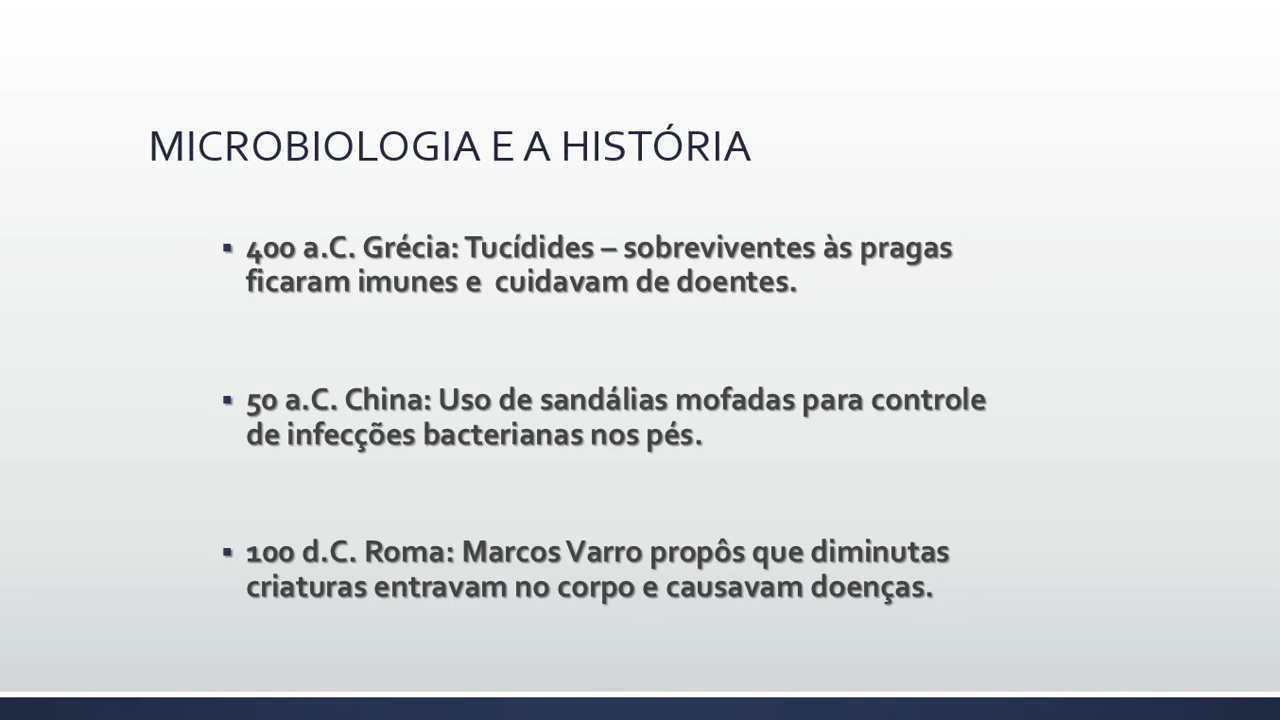 MICROBIOLOGIA E A HISTÓRIA
▪ 400 a.C. Grécia: Tucídides – sobreviventes às pragas
ficaram imunes e  cuidavam de doentes.
▪ 50 a.C. China: Uso de sandálias mofadas para controle
de infecções bacterianas nos pés.
▪ 100 d.C. Roma: Marcos Varro propôs que diminutas
criaturas entravam no corpo e causavam doenças.